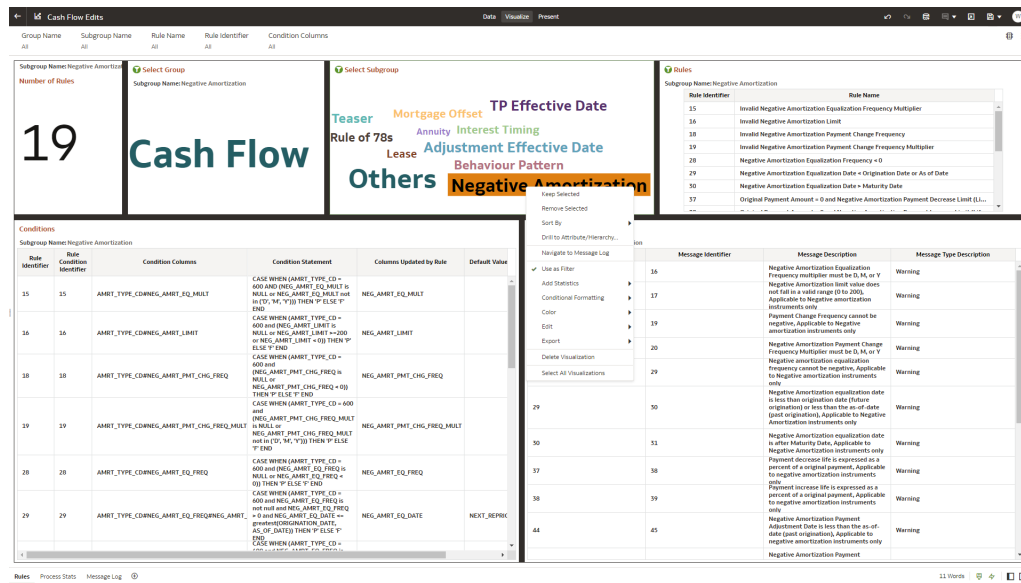 Cash Flow Edits
Data Visualize Present
Group Name Subgroup Name Rule Name Rule Identifier Condition Columns
All All All All All
Subgroup Name: Negative Amortizat
Number of Rules
19
Select Group
Subgroup Name: Negative Amortization
Cash Flow
Select Subgroup
TP Effective Date
Mortgage Offset
Teaser
Annuity Interest Timing
Rule of 78s
Lease Adjustment Effective Date
Behaviour Pattern
Others
Negative Amortization
Rules
Subgroup Name: Negative Amortization
Rule Identifier Rule Name
15 Invalid Negative Amortization Equalization Frequency Multiplier
16 Invalid Negative Amortization Limit
18 Invalid Negative Amortization Payment Change Frequency
19 Invalid Negative Amortization Payment Change Frequency Multiplier
28 Negative Amortization Equalization Frequency < 0
29 Negative Amortization Equalization Date < Origination Date or As of Date
30 Negative Amortization Equalization Date > Maturity Date
37 Original Payment Amount = 0 and Negative Amortization Payment Decrease Limit (Li...
Keep Selected
Remove Selected
Sort By
Drill to Attribute/Hierarchy...
Navigate to Message Log
Use as Filter
Add Statistics
Conditional Formatting
Color
Edit
Export
Delete Visualization
Select All Visualizations
Conditions
Subgroup Name: Negative Amortization
Rule Identifier Rule Condition Identifier Condition Columns Condition Statement Columns Updated by Rule Default Value
15 15 AMRT_TYPE_CD#NEG_AMRT_EQ_MULT
CASE WHEN (AMRT_TYPE_CD =
600 AND (NEG_AMRT_EQ_MULT is
NULL or NEG_AMRT_EQ_MULT not
in ('D', 'M', 'Y'))) THEN 'P' ELSE 'F'
END
NEG_AMRT_EQ_MULT
16 16 AMRT_TYPE_CD#NEG_AMRT_LIMIT
CASE WHEN (AMRT_TYPE_CD =
600 and (NEG_AMRT_LIMIT is
NULL or NEG_AMRT_LIMIT >=200
or NEG_AMRT_LIMIT < 0)) THEN 'P'
ELSE 'F' END
NEG_AMRT_LIMIT
18 18 AMRT_TYPE_CD#NEG_AMRT_PMT_CHG_FREQ
CASE WHEN (AMRT_TYPE_CD =
600 and
(NEG_AMRT_PMT_CHG_FREQ is
NULL or
NEG_AMRT_PMT_CHG_FREQ < 0))
THEN 'P' ELSE 'F' END
NEG_AMRT_PMT_CHG_FREQ
19 19 AMRT_TYPE_CD#NEG_AMRT_PMT_CHG_FREQ_MULT
CASE WHEN (AMRT_TYPE_CD = 600
and
(NEG_AMRT_PMT_CHG_FREQ_MULT
is NULL or
NEG_AMRT_PMT_CHG_FREQ_MULT
not in ('D', 'M', 'Y'))) THEN 'P' ELSE
'F' END
NEG_AMRT_PMT_CHG_FREQ_MULT
28 28 AMRT_TYPE_CD#NEG_AMRT_EQ_FREQ
CASE WHEN (AMRT_TYPE_CD =
600 and (NEG_AMRT_EQ_FREQ is
NULL or NEG_AMRT_EQ_FREQ <
0)) THEN 'P' ELSE 'F' END
NEG_AMRT_EQ_FREQ
29 29 AMRT_TYPE_CD#NEG_AMRT_EQ_FREQ#NEG_AMRT_
CASE WHEN (AMRT_TYPE_CD =
600 and NEG_AMRT_EQ_FREQ is
not null and NEG_AMRT_EQ_FREQ
= 0 and NEG_AMRT_EQ_DATE <=
greatest(ORIGINATION_DATE,
AS_OF_DATE)) THEN 'P' ELSE 'F'
END
NEG_AMRT_EQ_DATE NEXT_REPRIC
CASE WHEN (AMRT_TYPE_CD =
Message Identifier Message Description Message Type Description
16
Negative Amortization Equalization
Frequency multiplier must be D, M, or Y
Warning
17
Negative Amortization limit value does
not fall in a valid range (0 to 200),
Applicable to Negative amortization
instruments only
Warning
19
Payment Change Frequency cannot be
negative, Applicable to Negative
amortization instruments only
Warning
20
Negative Amortization Payment Change
Frequency Multiplier must be D, M, or Y
Warning
29
Negative amortization equalization
frequency cannot be negative, Applicable
to Negative amortization instruments
only
Warning
29 30
Negative Amortization equalization date
is less than origination date (future
origination) or less than the as-of-date
(past origination), Applicable to Negative
Amortization instruments only
Warning
30 31
Negative Amortization equalization date
is after Maturity Date, Applicable to
Negative Amortization instruments only
Warning
37 38
Payment decrease life is expressed as a
percent of a original payment, Applicable
to negative amortization instruments
only
Warning
38 39
Payment increase life is expressed as a
percent of a original payment, Applicable
to negative amortization instruments
only
Warning
44 45
Negative Amortization Payment
Adjustment Date is less than the as-of-
date (past origination), Applicable to
negative amortization instruments only
Warning
Negative Amortization Payment
Rules Process Stats Message Log
11 Words